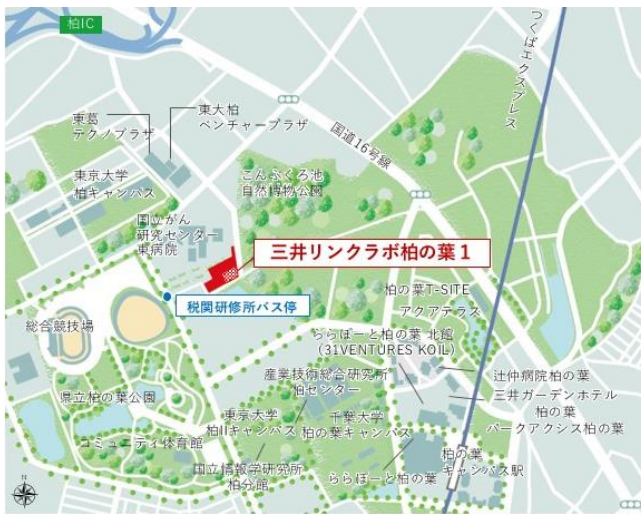 柏IC
つくばエクスプレス
東葛
テクノプラザ
東大柏
ベンチャープラザ
国道16号線
東京大学
柏キャンパス
こんぶくろ池
自然博物公園
国立がん
研究センター
東病院
三井リンクラボ柏の葉1
税関研修所バス停
柏の葉T-SITE
アクアテラス
総合競技場
ららぽーと柏の葉 北館
(31VENTURES KOIL)
産業技術総合研究所
柏センター
辻仲病院柏の葉
三井ガーデンホテル
柏の葉
パークアクシス柏の葉
県立柏の葉公園
東京大学
柏IIキャンパス
千葉大学
柏の葉キャンパス
コミュニティ体育館
国立情報学研究所
柏分館
ららぽーと柏の葉
柏の葉
キャンパス駅
N